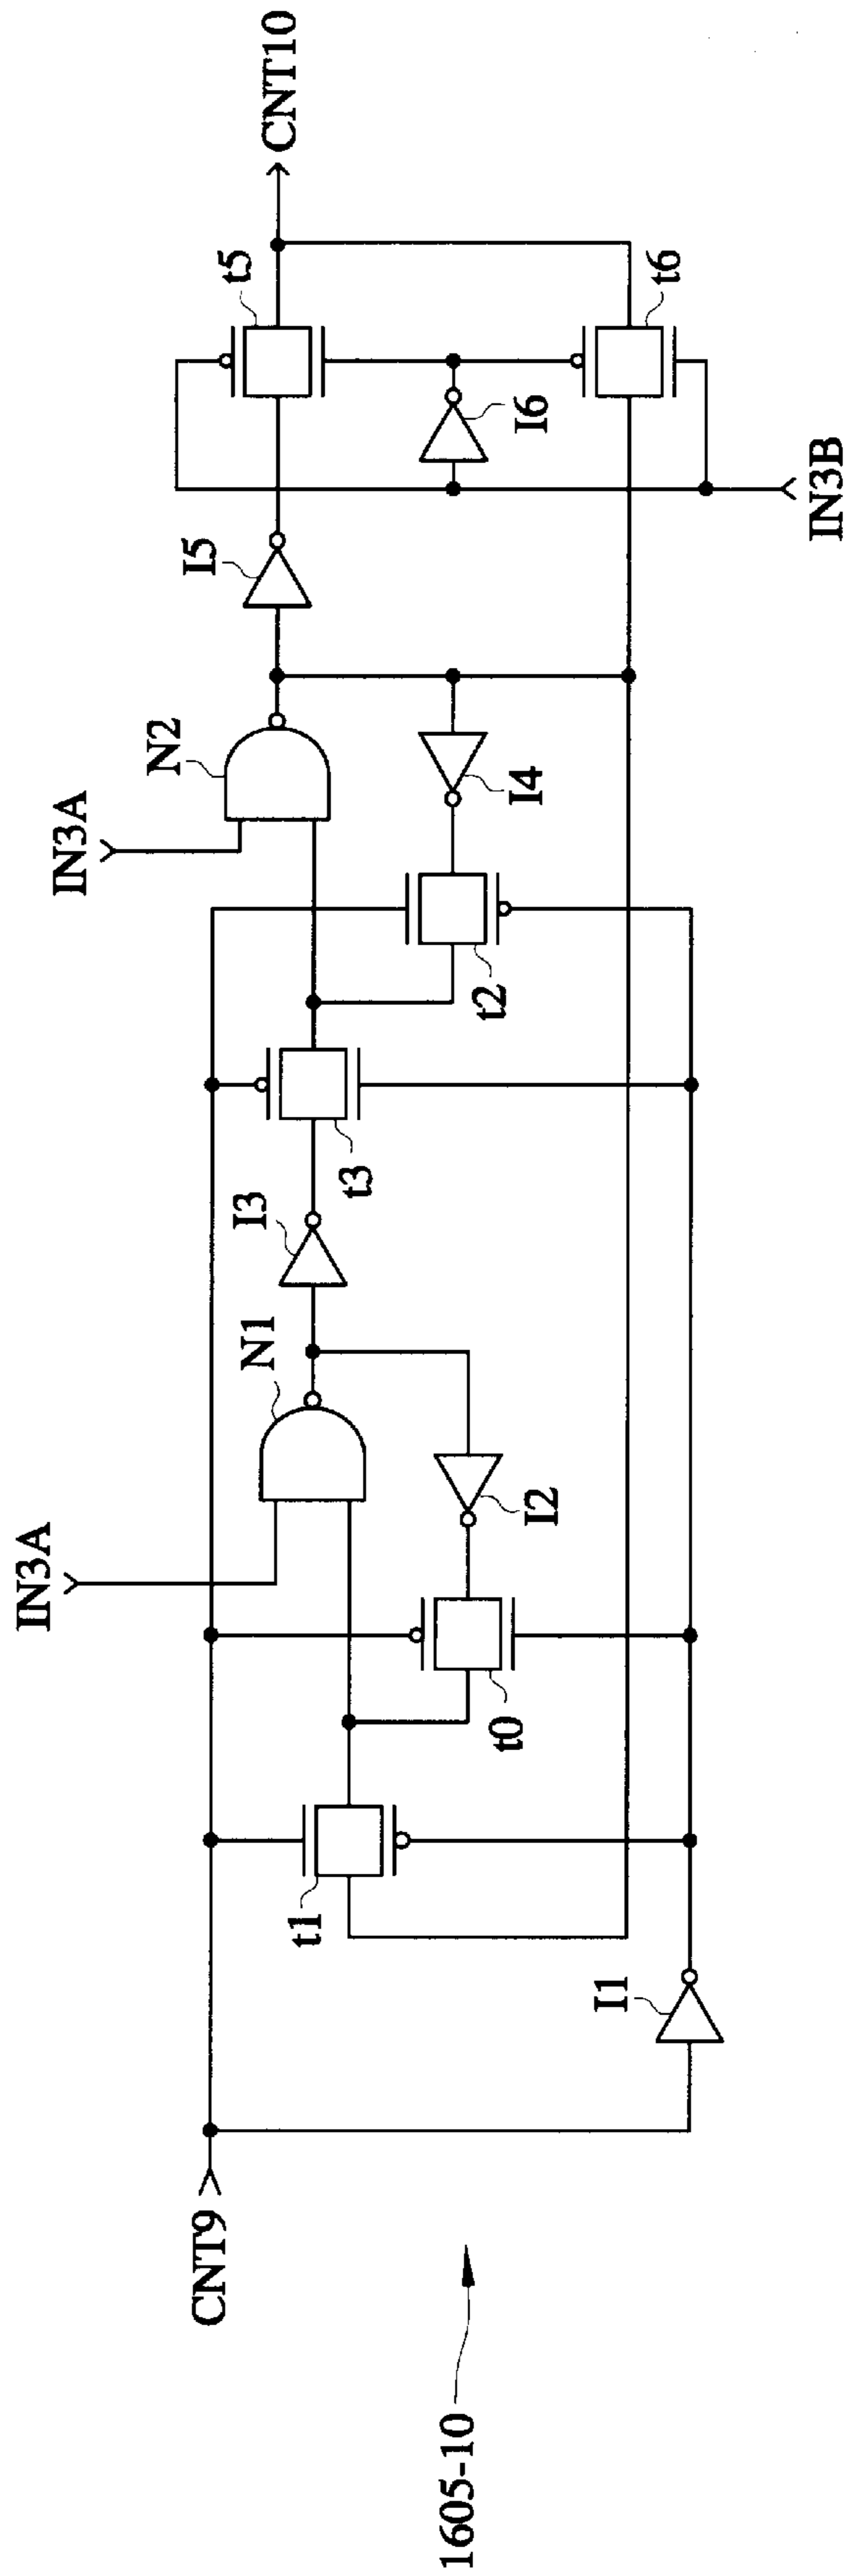 CNT10
t5
t6
I6
IN3B
I5
N2
IN3A
I4
t2
t3
I3
N1
IN3A
I2
t0
t1
I1
CNT9
1605-10